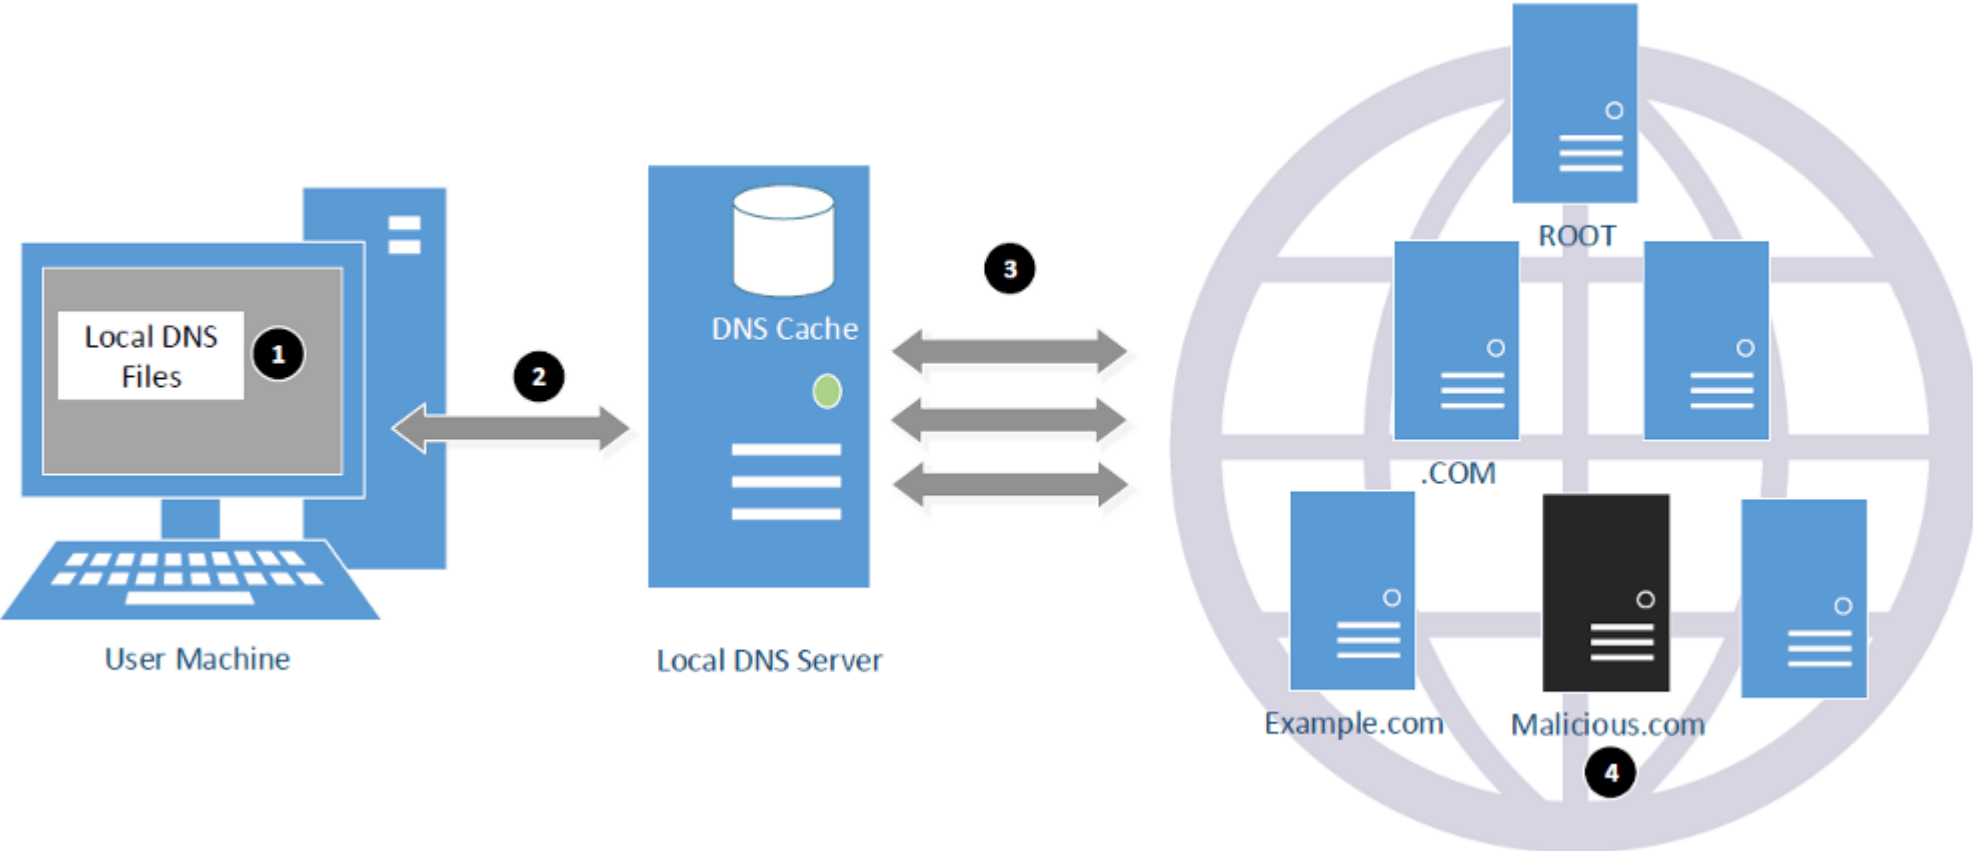 Local DNS
Files
1
User Machine
2
DNS Cache
Local DNS Server
3
ROOT
.COM
Example.com
Malicious.com
4